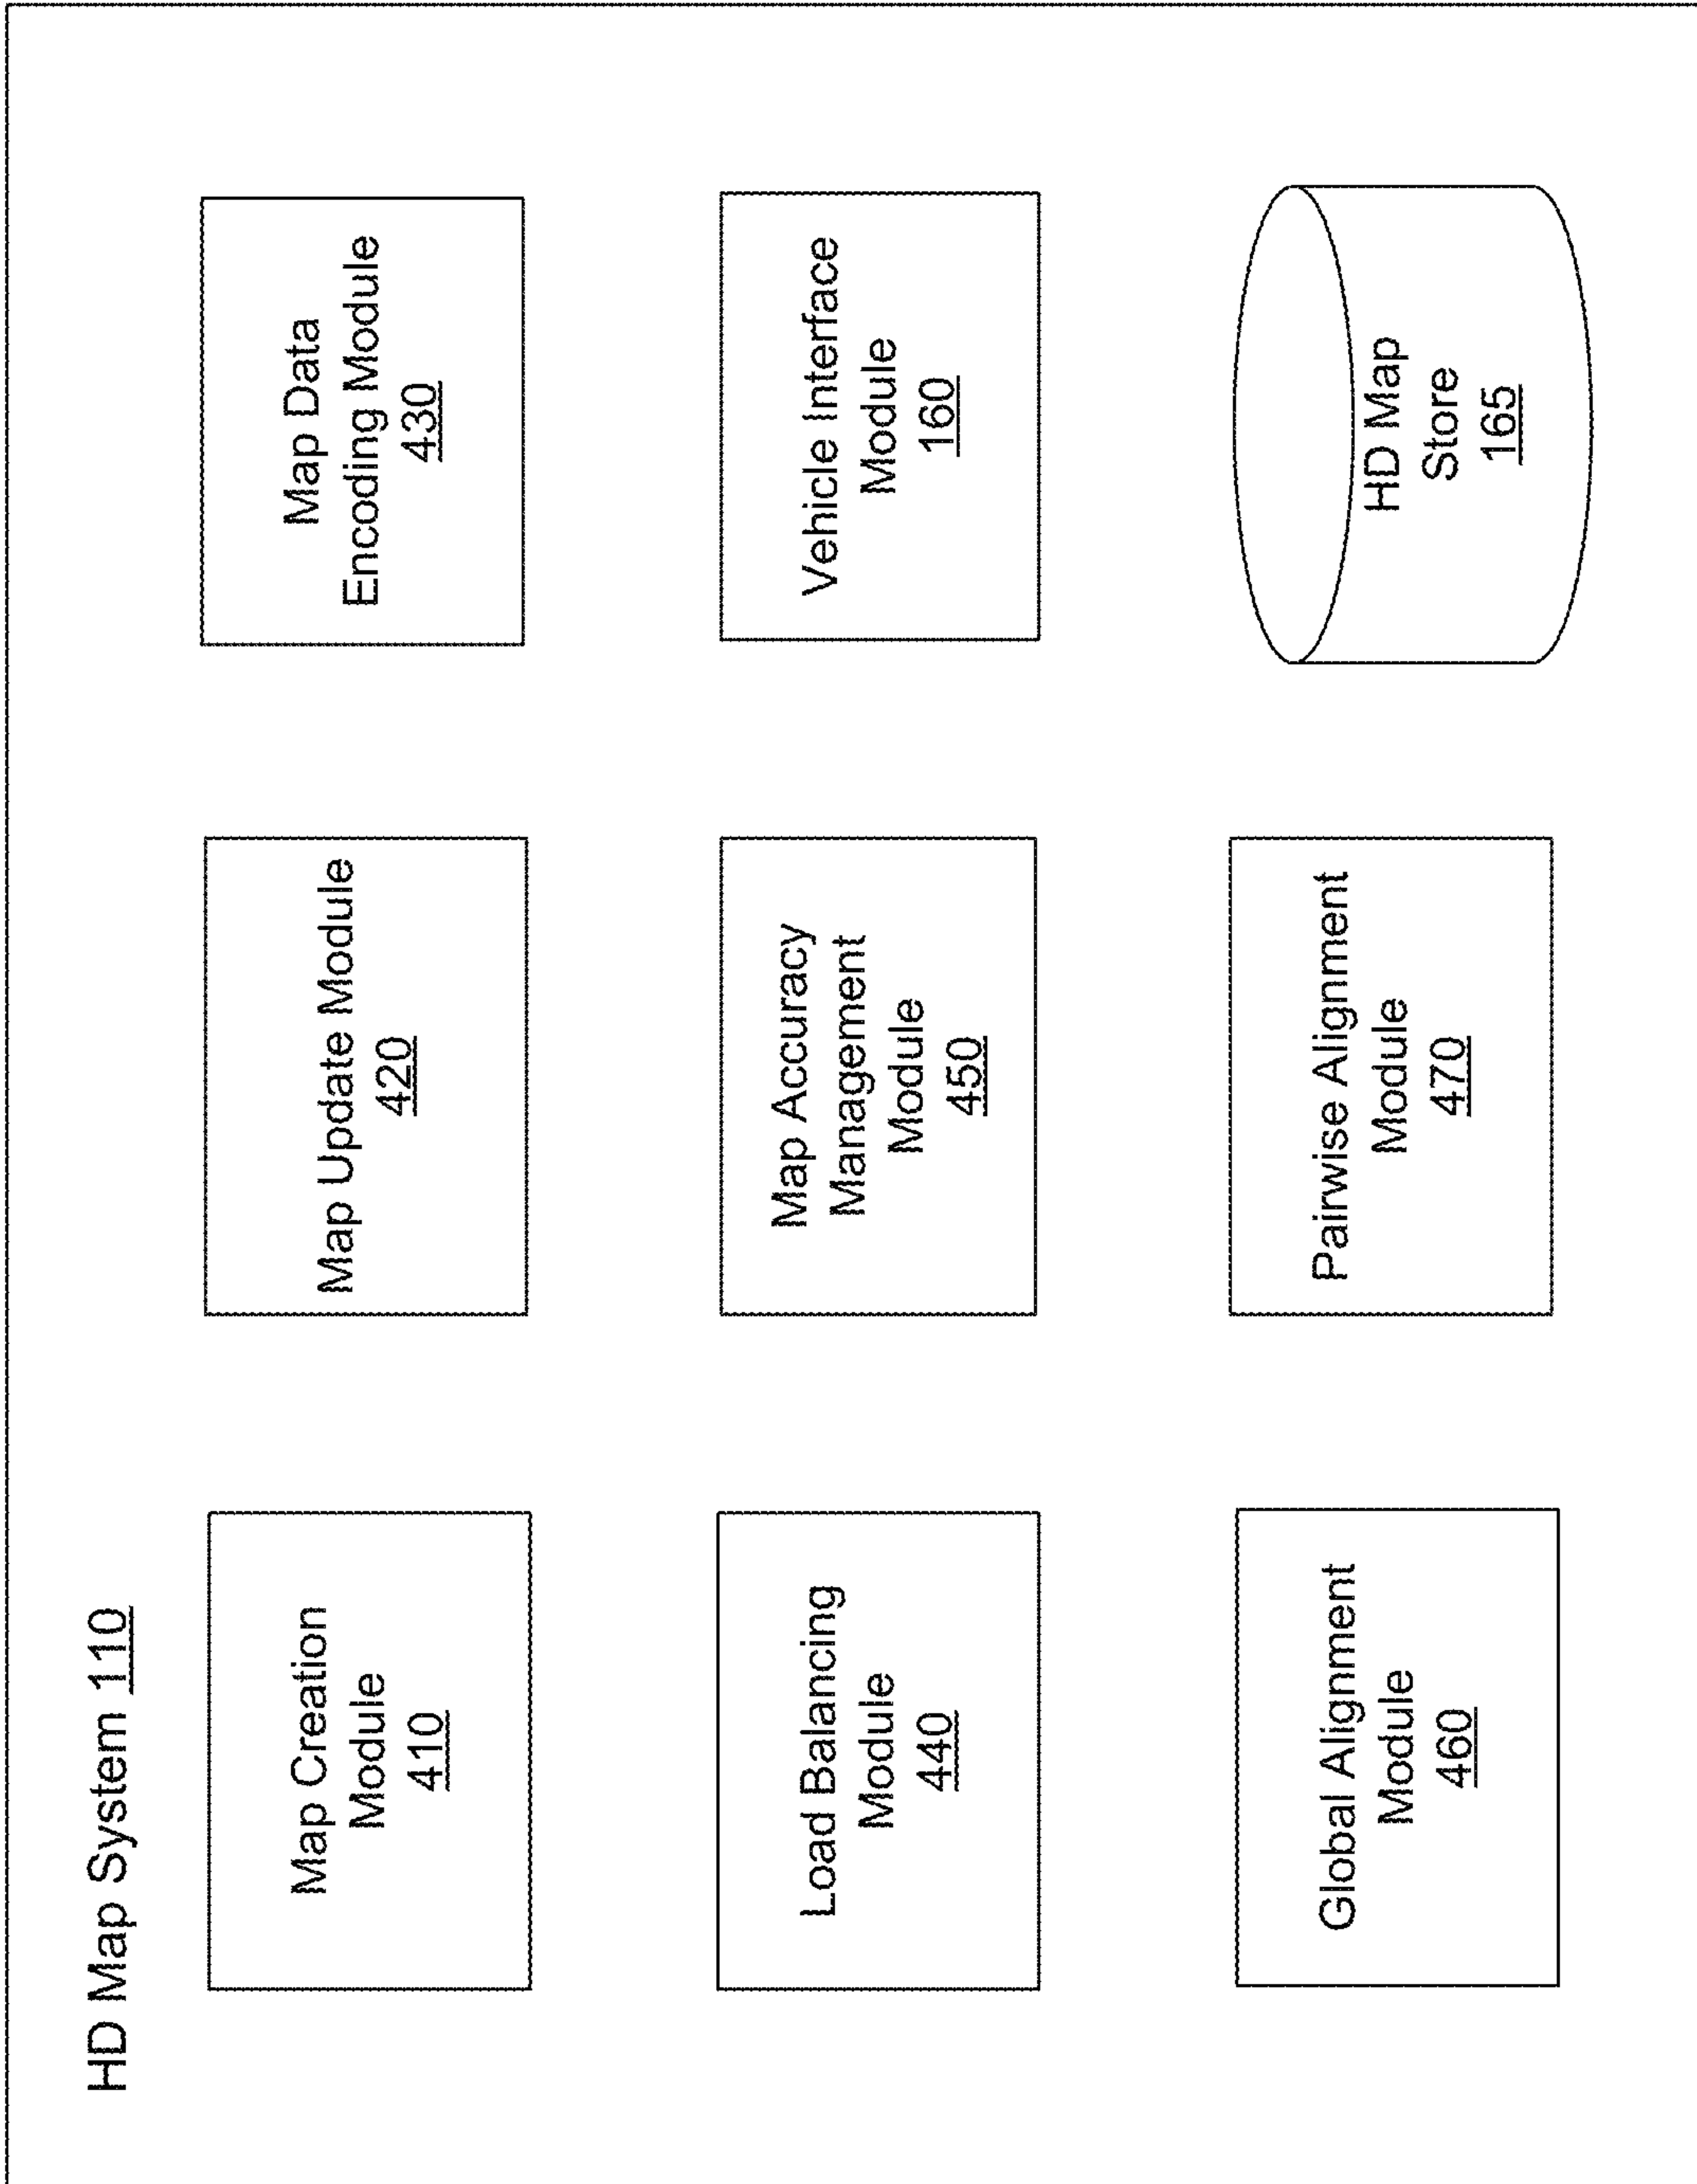 HD Map System 110
Map Creation
Module
410
Map Update Module
420
Map Data
Encoding Module
430
Load Balancing
Module
440
Map Accuracy
Management
Module
450
Vehicle Interface
Module
160
Global Alignment
Module
460
Pairwise Alignment
Module
470
HD Map
Store
165